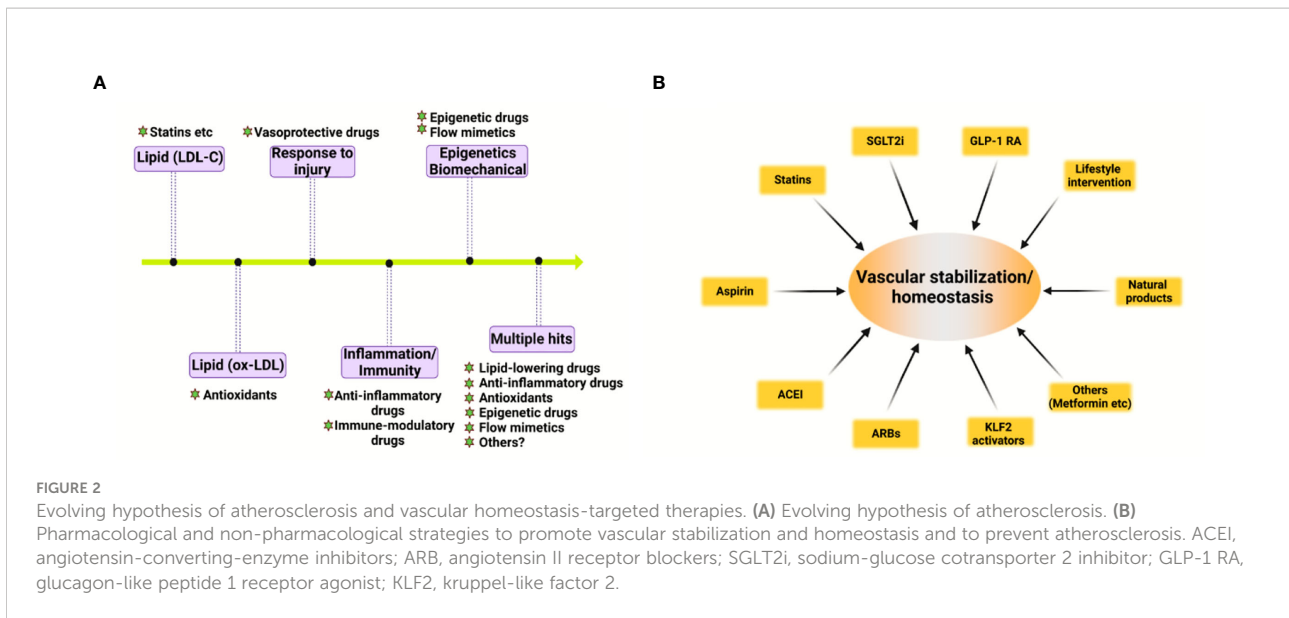 A
Statins etc
Lipid (LDL-C)
Vasoprotective drugs
Response to
injury
Epigenetic drugs
Flow mimetics
Epigenetics
Biomechanical
Lipid (ox-LDL)
Antioxidants
Inflammation/
Immunity
Anti-inflammatory
drugs
Immune-modulatory
drugs
Multiple hits
Lipid-lowering drugs
Anti-inflammatory drugs
Antioxidants
Epigenetic drugs
Flow mimetics
Others?
B
SGLT2i
GLP-1 RA
Statins
Lifestyle
intervention
Vascular stabilization/
homeostasis
Aspirin
Natural
products
ACEI
ARBs
KLF2
activators
Others
(Metformin etc)
FIGURE 2
Evolving hypothesis of atherosclerosis and vascular homeostasis-targeted therapies. (A) Evolving hypothesis of atherosclerosis. (B)
Pharmacological and non-pharmacological strategies to promote vascular stabilization and homeostasis and to prevent atherosclerosis. ACEI,
angiotensin-converting-enzyme inhibitors; ARB, angiotensin II receptor blockers; SGLT2i, sodium-glucose cotransporter 2 inhibitor; GLP-1 RA,
glucagon-like peptide 1 receptor agonist; KLF2, kruppel-like factor 2.